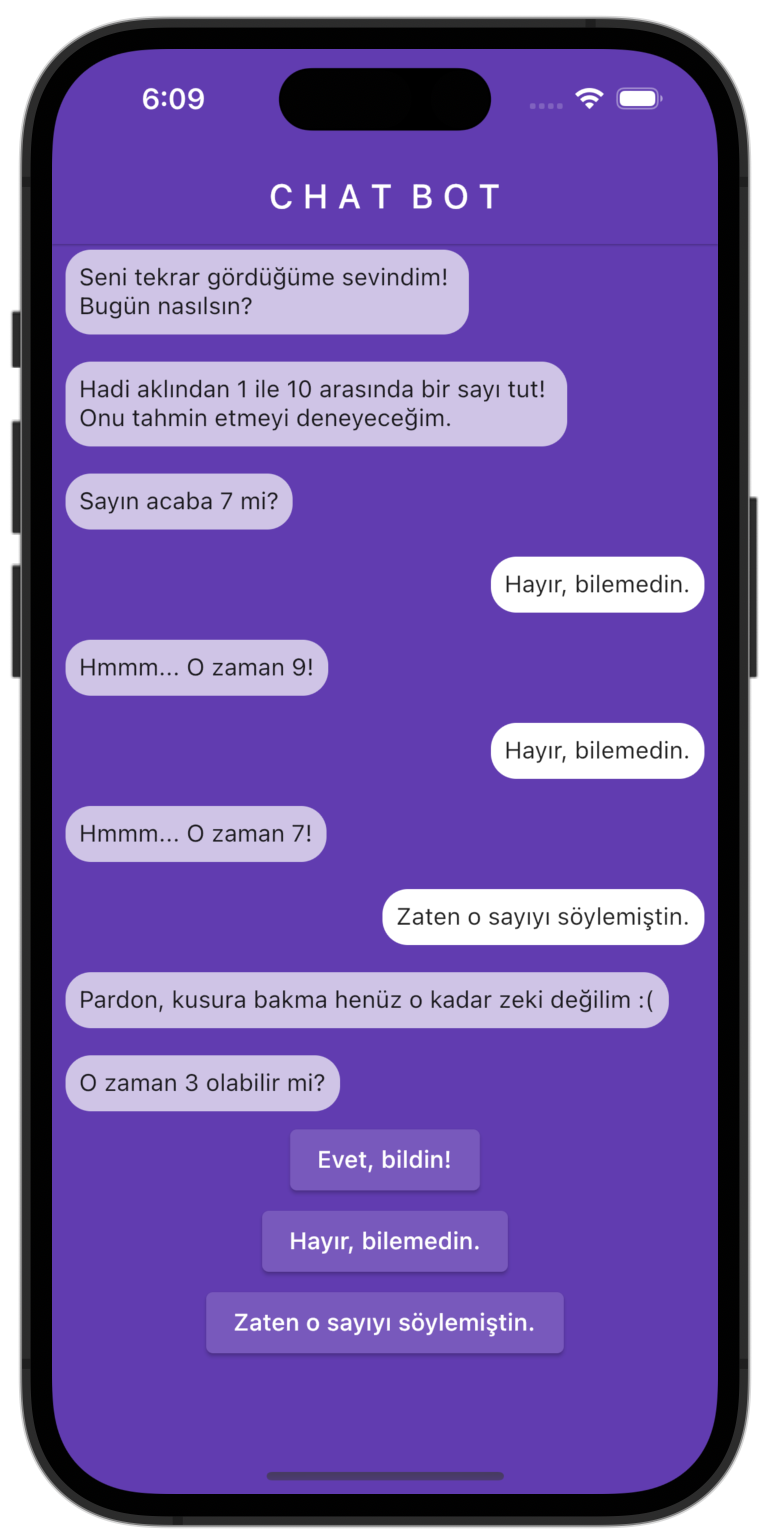 6:09
CHAT BOT
Seni tekrar gördüğüme sevindim!
Bugün nasılsın?
Hadi aklından 1 ile 10 arasında bir sayı tut!
Onu tahmin etmeyi deneyeceğim.
Sayın acaba 7 mi?
Hayır, bilemedin.
Hmmm... O zaman 9!
Hayır, bilemedin.
Hmmm... O zaman 7!
Zaten o sayıyı söylemiştin.
Pardon, kusura bakma henüz o kadar zeki değilim :(
O zaman 3 olabilir mi?
Evet, bildin!
Hayır, bilemedin.
Zaten o sayıyı söylemiştin.